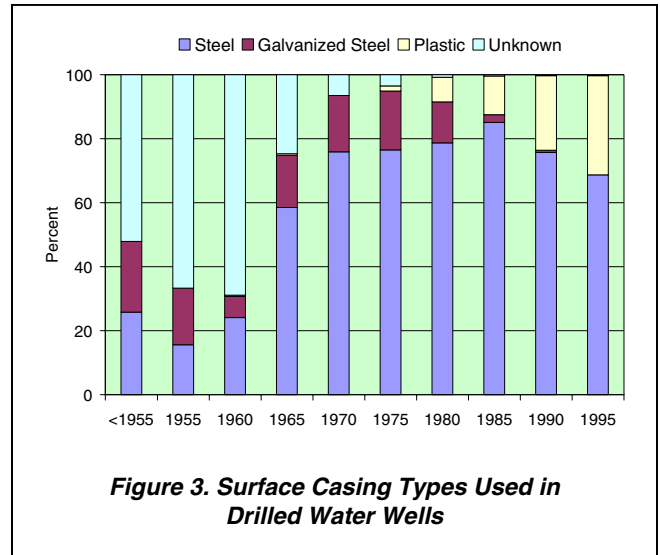 Steel Galvanized Steel Plastic Unknown
100
80
60
40
20
0
Percent
<1955 1955 1960 1965 1970 1975 1980 1985 1990 1995
Figure 3. Surface Casing Types Used in
Drilled Water Wells